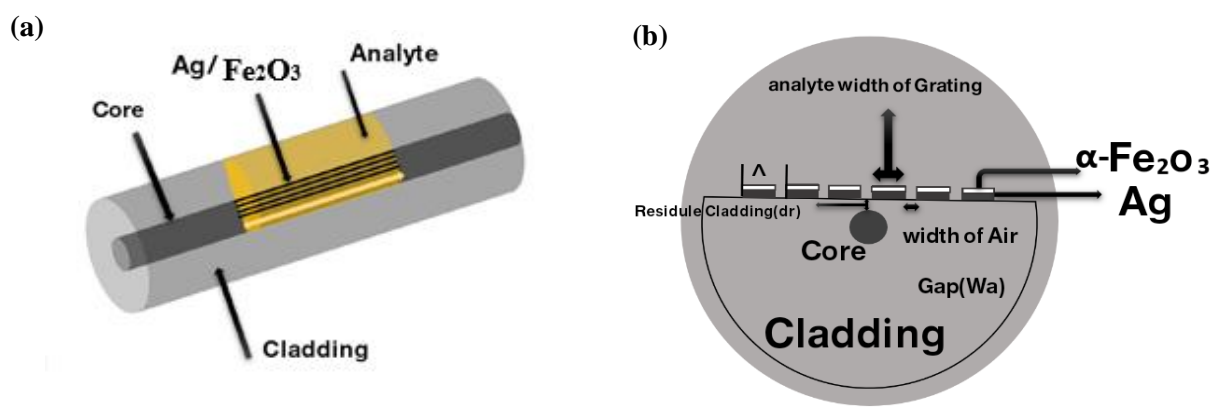 (a)
Ag/ Fe₂O₃
Analyte
Core
Cladding
(b)
analyte width of Grating
^
α-Fe₂O₃
Ag
Residule Cladding(dr)
Core
width of Air
Gap(Wa)
Cladding